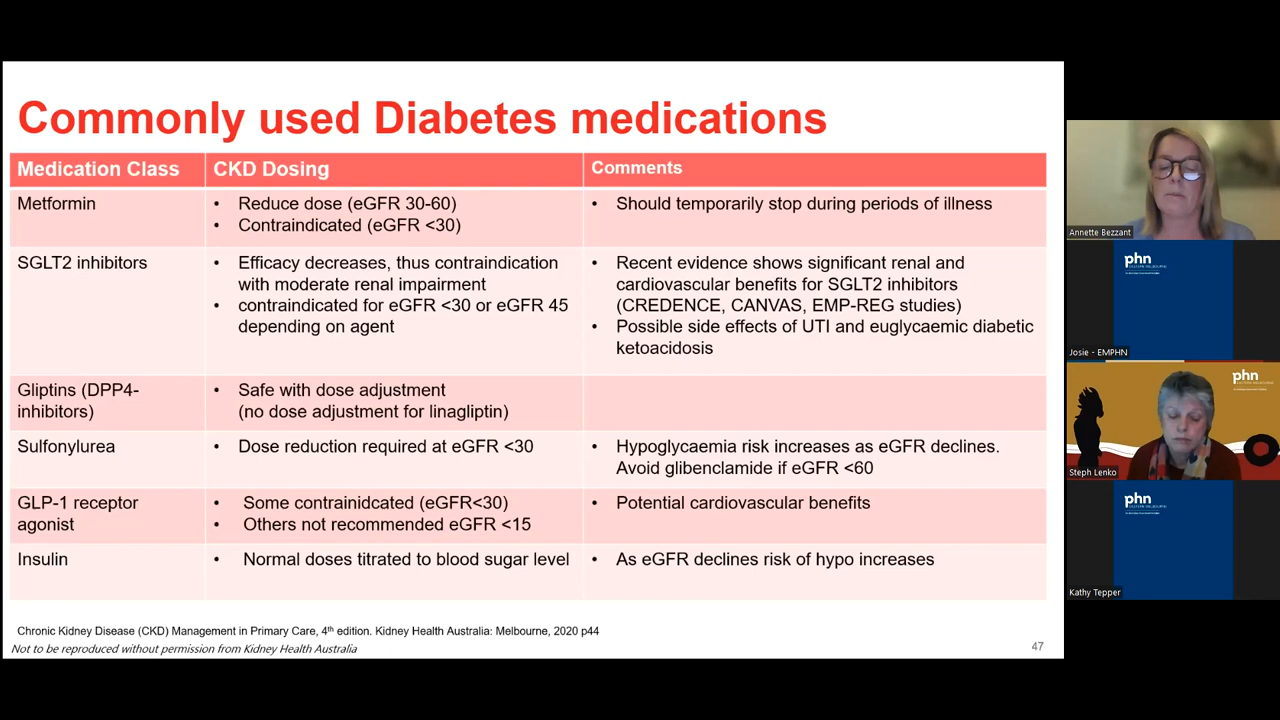 Commonly used Diabetes medications
Medication Class
CKD Dosing
Comments
Metformin
• Reduce dose (eGFR 30-60)
• Contraindicated (eGFR <30)
• Should temporarily stop during periods of illness
SGLT2 inhibitors
• Efficacy decreases, thus contraindication
with moderate renal impairment
• contraindicated for eGFR <30 or eGFR 45
depending on agent
• Recent evidence shows significant renal and
cardiovascular benefits for SGLT2 inhibitors
(CREDENCE, CANVAS, EMP-REG studies)
• Possible side effects of UTI and euglycaemic diabetic
ketoacidosis
Gliptins (DPP4-
inhibitors)
• Safe with dose adjustment
(no dose adjustment for linagliptin)
Sulfonylurea
• Dose reduction required at eGFR <30
• Hypoglycaemia risk increases as eGFR declines.
Avoid glibenclamide if eGFR <60
GLP-1 receptor
agonist
• Some contrainidcated (eGFR<30)
• Others not recommended eGFR <15
• Potential cardiovascular benefits
Insulin
• Normal doses titrated to blood sugar level
• As eGFR declines risk of hypo increases
Chronic Kidney Disease (CKD) Management in Primary Care, 4th edition. Kidney Health Australia: Melbourne, 2020 p44
Not to be reproduced without permission from Kidney Health Australia
47
Annette Bezzant
phn
Josie - EMPHN
phn
Steph Lenko
phn
Kathy Tepper